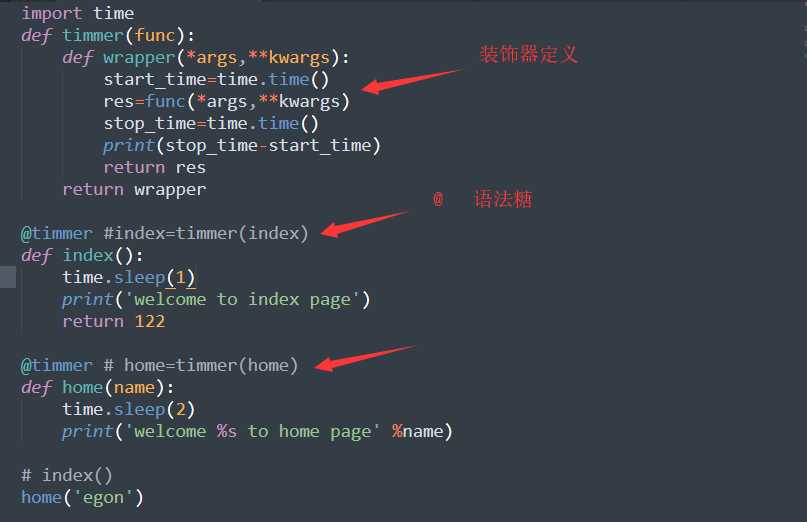 import time
def timmer(func):
    def wrapper(*args,**kwargs):
        start_time=time.time()
        res=func(*args,**kwargs)
        stop_time=time.time()
        print(stop_time-start_time)
        return res
    return wrapper
装饰器定义
@ 语法糖
@timmer #index=timmer(index)
def index():
    time.sleep(1)
    print('welcome to index page')
    return 122
@timmer # home=timmer(home)
def home(name):
    time.sleep(2)
    print('welcome %s to home page' %name)
# index()
home('egon')